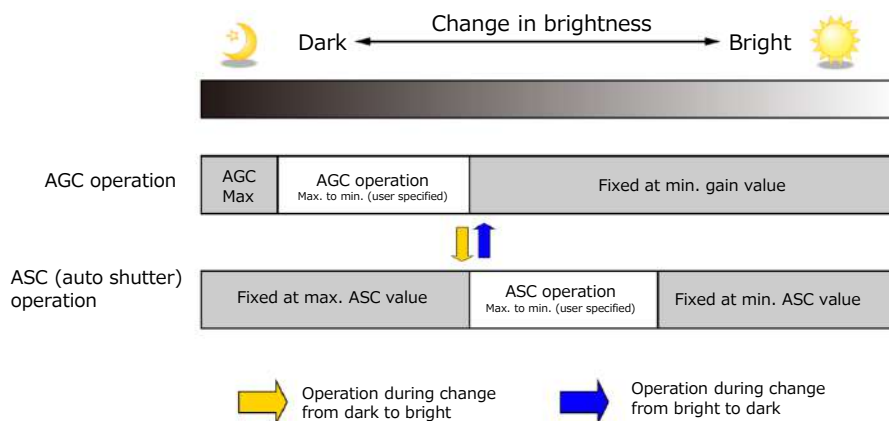 Change in brightness
Dark
Bright
AGC operation
AGC
Max
AGC operation
Max. to min. (user specified)
Fixed at min. gain value
ASC (auto shutter)
operation
Fixed at max. ASC value
ASC operation
Max. to min. (user specified)
Fixed at min. ASC value
Operation during change
from dark to bright
Operation during change
from bright to dark